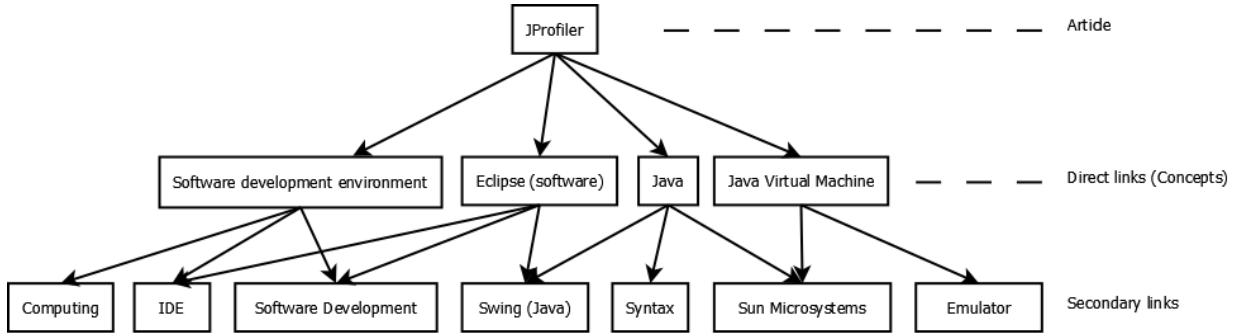 JProfiler
Article
Software development environment
Eclipse (software)
Java
Java Virtual Machine
Direct links (Concepts)
Computing
IDE
Software Development
Swing (Java)
Syntax
Sun Microsystems
Emulator
Secondary links